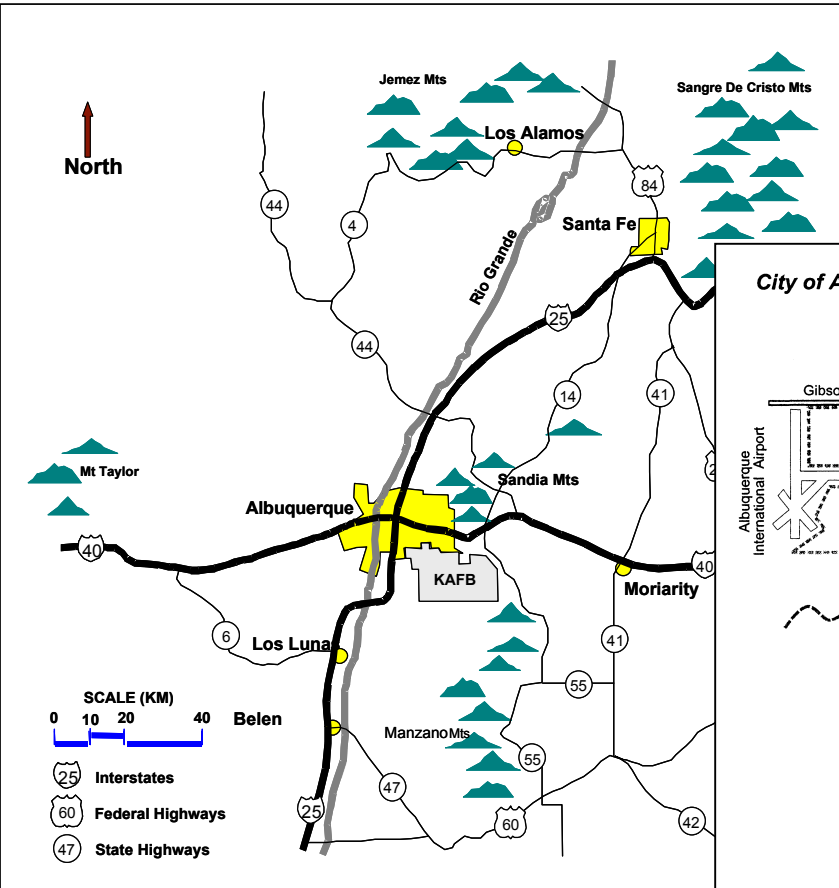 Jemez Mts
Sangre De Cristo Mts
North
Los Alamos
84
44
4
Santa Fe
Rio Grande
City of A
25
44
14
41
Gibso
Mt Taylor
Sandia Mts
2
Albuquerque
International Airport
Albuquerque
40
40
KAFB
Moriarity
6
41
Los Lunas
55
SCALE (KM)
0 10 20 40
Belen
Manzano Mts
55
25 Interstates
47
60 Federal Highways
25
60
42
47 State Highways